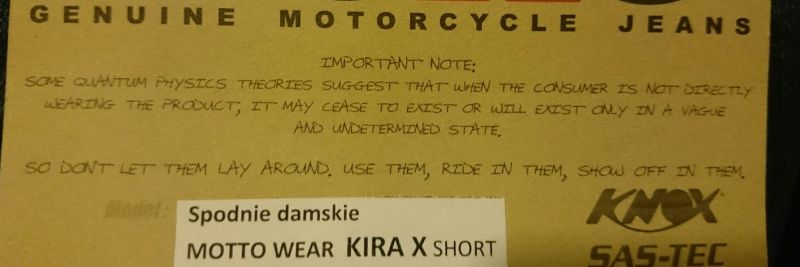 GENUINE MOTORCYCLE JEANS
IMPORTANT NOTE:
SOME QUANTUM PHYSICS THEORIES SUGGEST THAT WHEN THE CONSUMER IS NOT DIRECTLY
WEARING THE PRODUCT; IT MAY CEASE TO EXIST OR WILL EXIST ONLY IN A VAGUE
AND UNDETERMINED STATE.
SO DON'T LET THEM LAY AROUND. USE THEM, RIDE IN THEM, SHOW OFF IN THEM.
Model:
Spodnie damskie
MOTTO WEAR KIRA X SHORT
KNOX
SAS-TEC